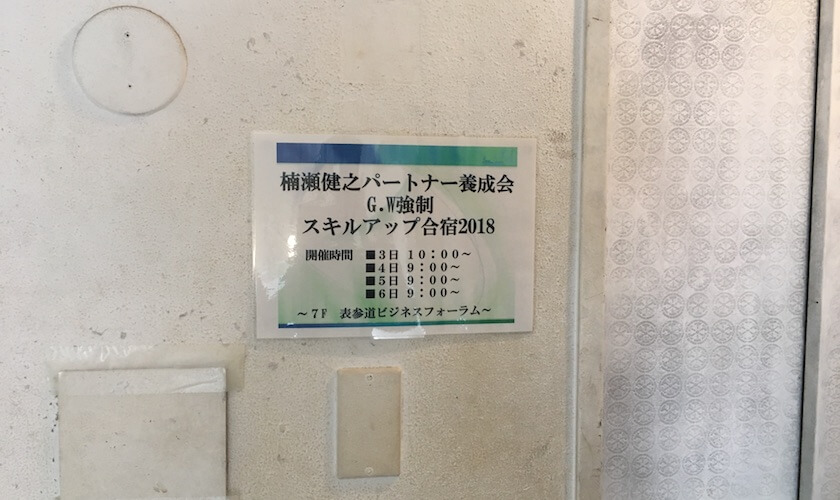 楠瀬健之パートナー養成会
G.W強制
スキルアップ合宿2018
開催時間 ■3日 10:00～
■4日 9:00～
■5日 9:00～
■6日 9:00～
～7F 表参道ビジネスフォーラム～